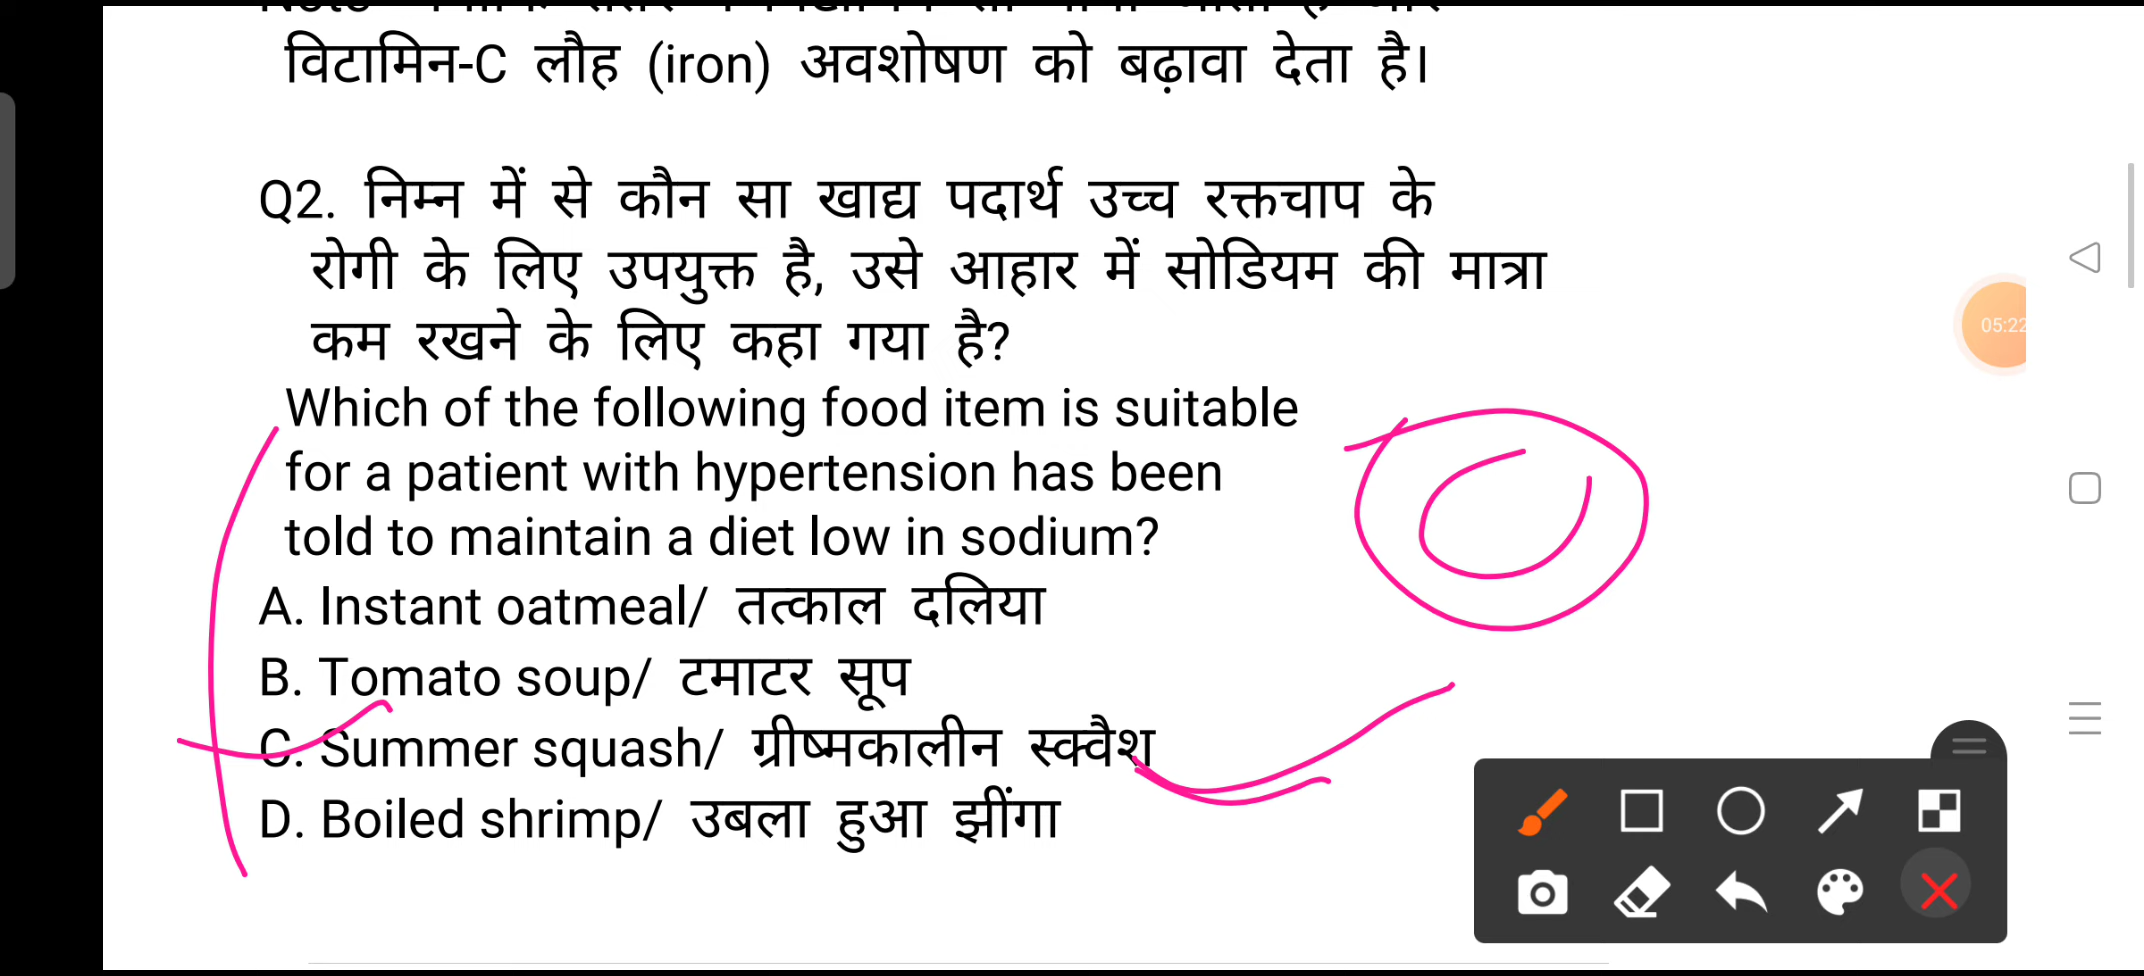 विटामिन-C लौह (iron) अवशोषण को बढ़ावा देता है।
Q2. निम्न में से कौन सा खाद्य पदार्थ उच्च रक्तचाप के
रोगी के लिए उपयुक्त है, उसे आहार में सोडियम की मात्रा
कम रखने के लिए कहा गया है?
Which of the following food item is suitable
for a patient with hypertension has been
told to maintain a diet low in sodium?
A. Instant oatmeal/ तत्काल दलिया
B. Tomato soup/ टमाटर सूप
C. Summer squash/ ग्रीष्मकालीन स्क्वैश
D. Boiled shrimp/ उबला हुआ झींगा
05:22